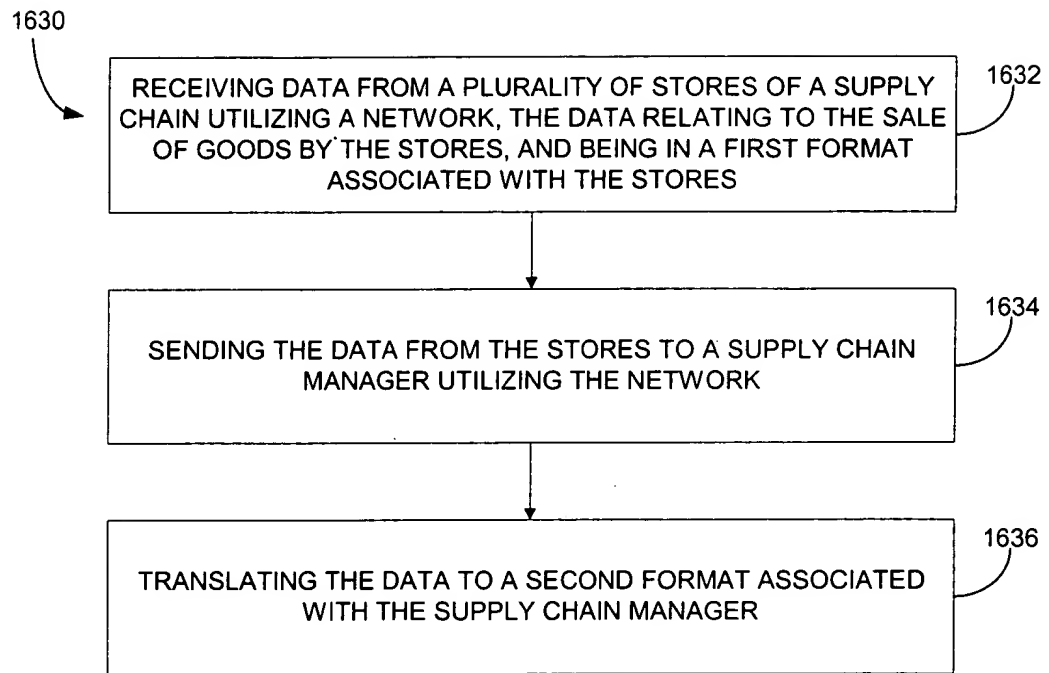 1630
1632
RECEIVING DATA FROM A PLURALITY OF STORES OF A SUPPLY
CHAIN UTILIZING A NETWORK, THE DATA RELATING TO THE SALE
OF GOODS BY THE STORES, AND BEING IN A FIRST FORMAT
ASSOCIATED WITH THE STORES
1634
SENDING THE DATA FROM THE STORES TO A SUPPLY CHAIN
MANAGER UTILIZING THE NETWORK
1636
TRANSLATING THE DATA TO A SECOND FORMAT ASSOCIATED
WITH THE SUPPLY CHAIN MANAGER